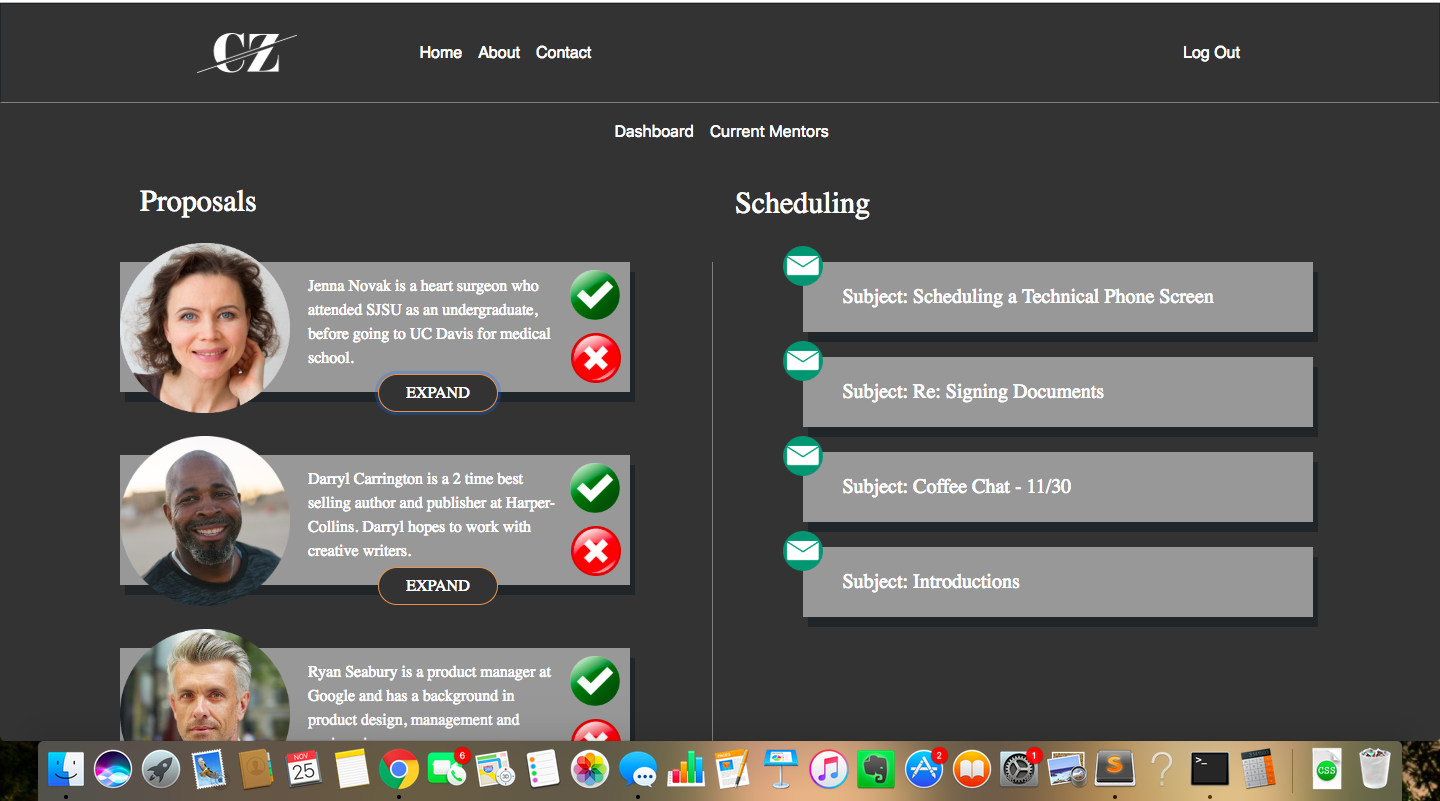 CZ
Home About Contact
Log Out
Dashboard Current Mentors
Proposals
Jenna Novak is a heart surgeon who
attended SJSU as an undergraduate,
before going to UC Davis for medical
school.
EXPAND
Darryl Carrington is a 2 time best
selling author and publisher at Harper-
Collins. Darryl hopes to work with
creative writers.
EXPAND
Ryan Seabury is a product manager at
Google and has a background in
product design, management and
Scheduling
Subject: Scheduling a Technical Phone Screen
Subject: Re: Signing Documents
Subject: Coffee Chat - 11/30
Subject: Introductions
NOV
25
6
3D
2
1
S
?
>_
CSS